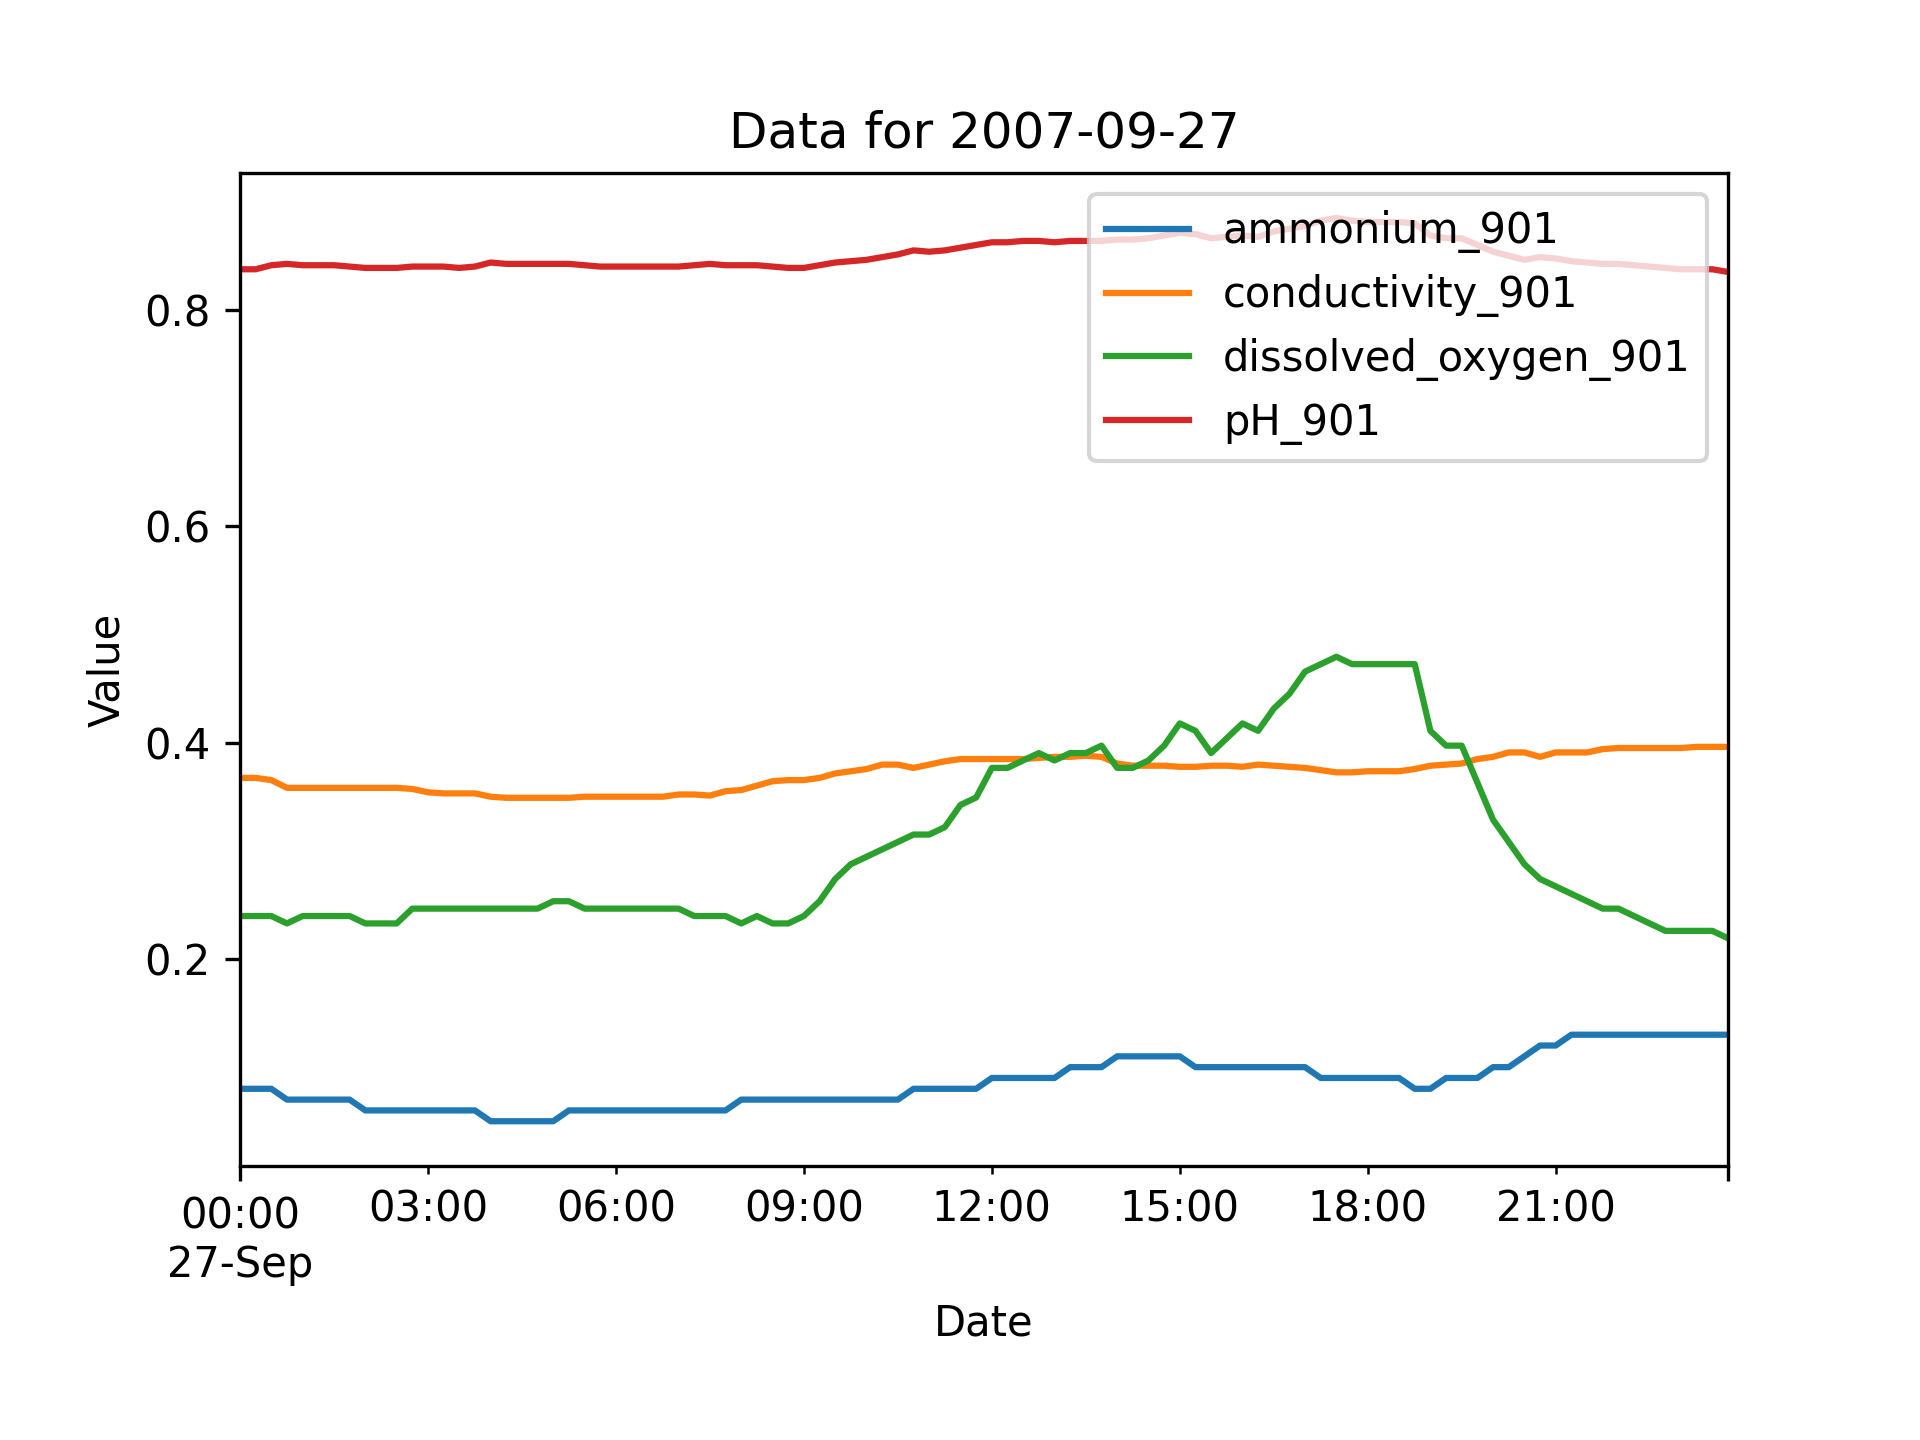 Data for 2007-09-27
ammonium_901
conductivity_901
dissolved_oxygen_901
pH_901
0.8
0.6
0.4
0.2
Value
00:00 03:00 06:00 09:00 12:00 15:00 18:00 21:00
27-Sep
Date